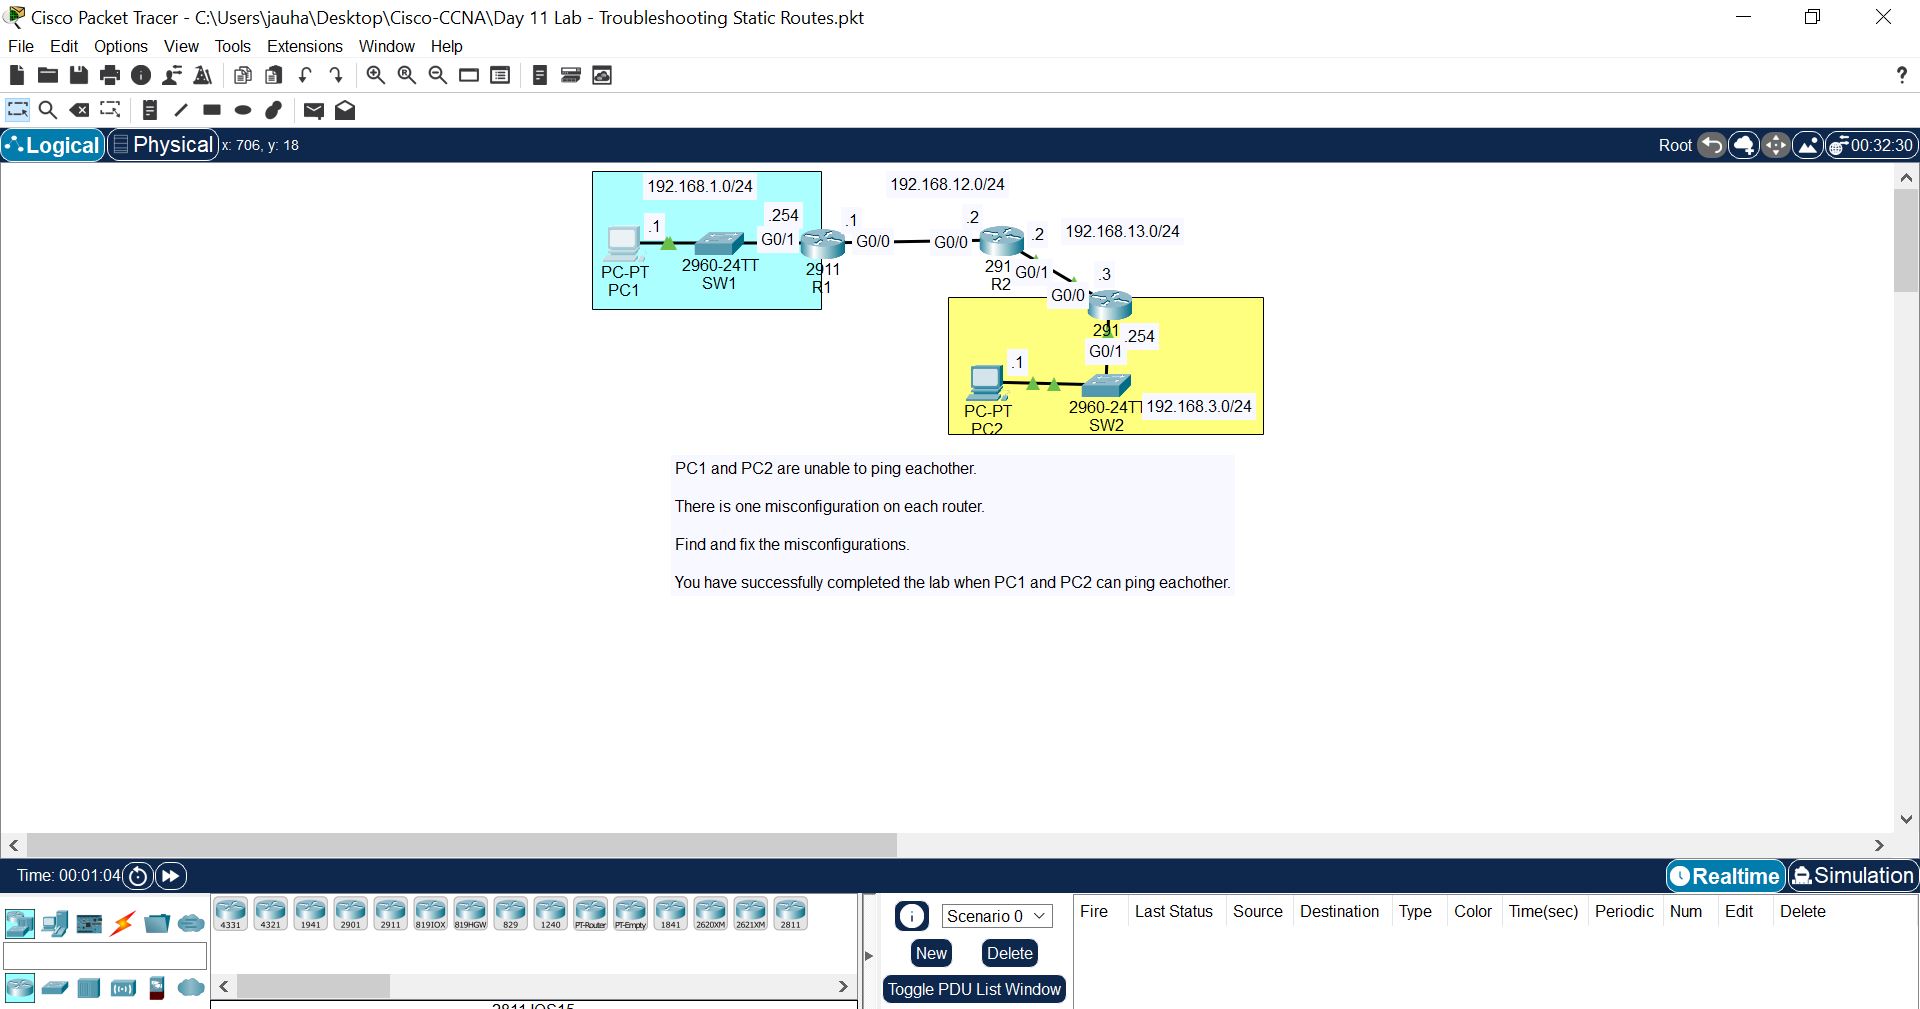 Cisco Packet Tracer - C:\Users\jauha\Desktop\Cisco-CCNA\Day 11 Lab - Troubleshooting Static Routes.pkt
File Edit Options View Tools Extensions Window Help
?
Logical Physical x: 706, y: 18 Root 00:32:30
192.168.1.0/24
192.168.12.0/24
.1 .254 G0/1
.1 G0/0 G0/0 .2
.2 192.168.13.0/24
PC-PT
PC1
2960-24TT
SW1
2911
R1
291
R2
G0/1
.3
G0/0
291
.254
G0/1
.1
PC-PT
PC2
2960-24TT
SW2
192.168.3.0/24
PC1 and PC2 are unable to ping eachother.
There is one misconfiguration on each router.
Find and fix the misconfigurations.
You have successfully completed the lab when PC1 and PC2 can ping eachother.
Time: 00:01:04 Realtime Simulation
4331 4321 1941 2901 2911 819IOX 819HGW 829 1240 PT-Router PT-Empty 1841 2620XM 2621XM 2811
Scenario 0
New Delete
Toggle PDU List Window
Fire Last Status Source Destination Type Color Time(sec) Periodic Num Edit Delete